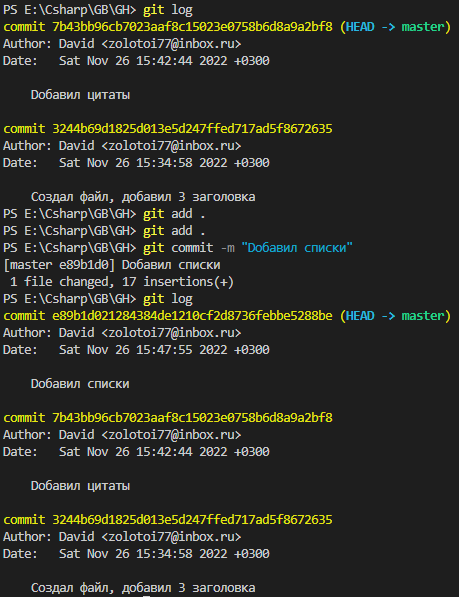 PS E:\Csharp\GB\GH> git log
commit 7b43bb96cb7023aaf8c15023e0758b6d8a9a2bf8 (HEAD -> master)
Author: David <zolotoi77@inbox.ru>
Date:   Sat Nov 26 15:42:44 2022 +0300
Добавил цитаты
commit 3244b69d1825d013e5d247ffed717ad5f8672635
Author: David <zolotoi77@inbox.ru>
Date:   Sat Nov 26 15:34:58 2022 +0300
Создал файл, добавил 3 заголовка
PS E:\Csharp\GB\GH> git add .
PS E:\Csharp\GB\GH> git add .
PS E:\Csharp\GB\GH> git commit -m "Добавил списки"
[master e89b1d0] Добавил списки
 1 file changed, 17 insertions(+)
PS E:\Csharp\GB\GH> git log
commit e89b1d021284384de1210cf2d8736febbe5288be (HEAD -> master)
Author: David <zolotoi77@inbox.ru>
Date:   Sat Nov 26 15:47:55 2022 +0300
Добавил списки
commit 7b43bb96cb7023aaf8c15023e0758b6d8a9a2bf8
Author: David <zolotoi77@inbox.ru>
Date:   Sat Nov 26 15:42:44 2022 +0300
Добавил цитаты
commit 3244b69d1825d013e5d247ffed717ad5f8672635
Author: David <zolotoi77@inbox.ru>
Date:   Sat Nov 26 15:34:58 2022 +0300
Создал файл, добавил 3 заголовка